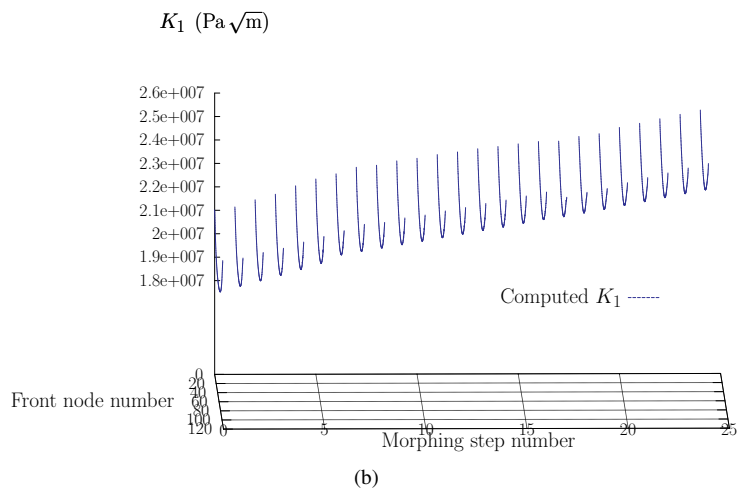 K₁ (Pa√m)
2.6e+007
2.5e+007
2.4e+007
2.3e+007
2.2e+007
2.1e+007
2e+007
1.9e+007
1.8e+007
Computed K₁ -------
0
20
40
Front node number 60
80
100
120
0 5 10 15 20 25
Morphing step number
(b)